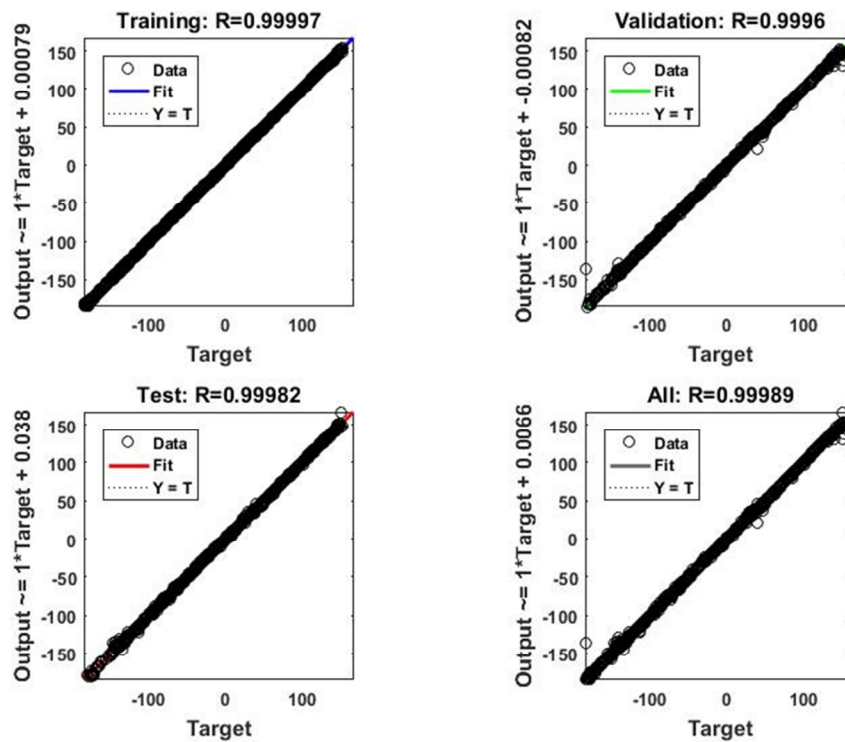 Training: R=0.99997
Output ~= 1*Target + 0.00079
150
100
50
0
-50
-100
-150
Data
Fit
Y = T
-100 0 100
Target
Validation: R=0.9996
Output ~= 1*Target + -0.00082
150
100
50
0
-50
-100
-150
Data
Fit
Y = T
-100 0 100
Target
Test: R=0.99982
Output ~= 1*Target + 0.038
150
100
50
0
-50
-100
-150
Data
Fit
Y = T
-100 0 100
Target
All: R=0.99989
Output ~= 1*Target + 0.0066
150
100
50
0
-50
-100
-150
Data
Fit
Y = T
-100 0 100
Target